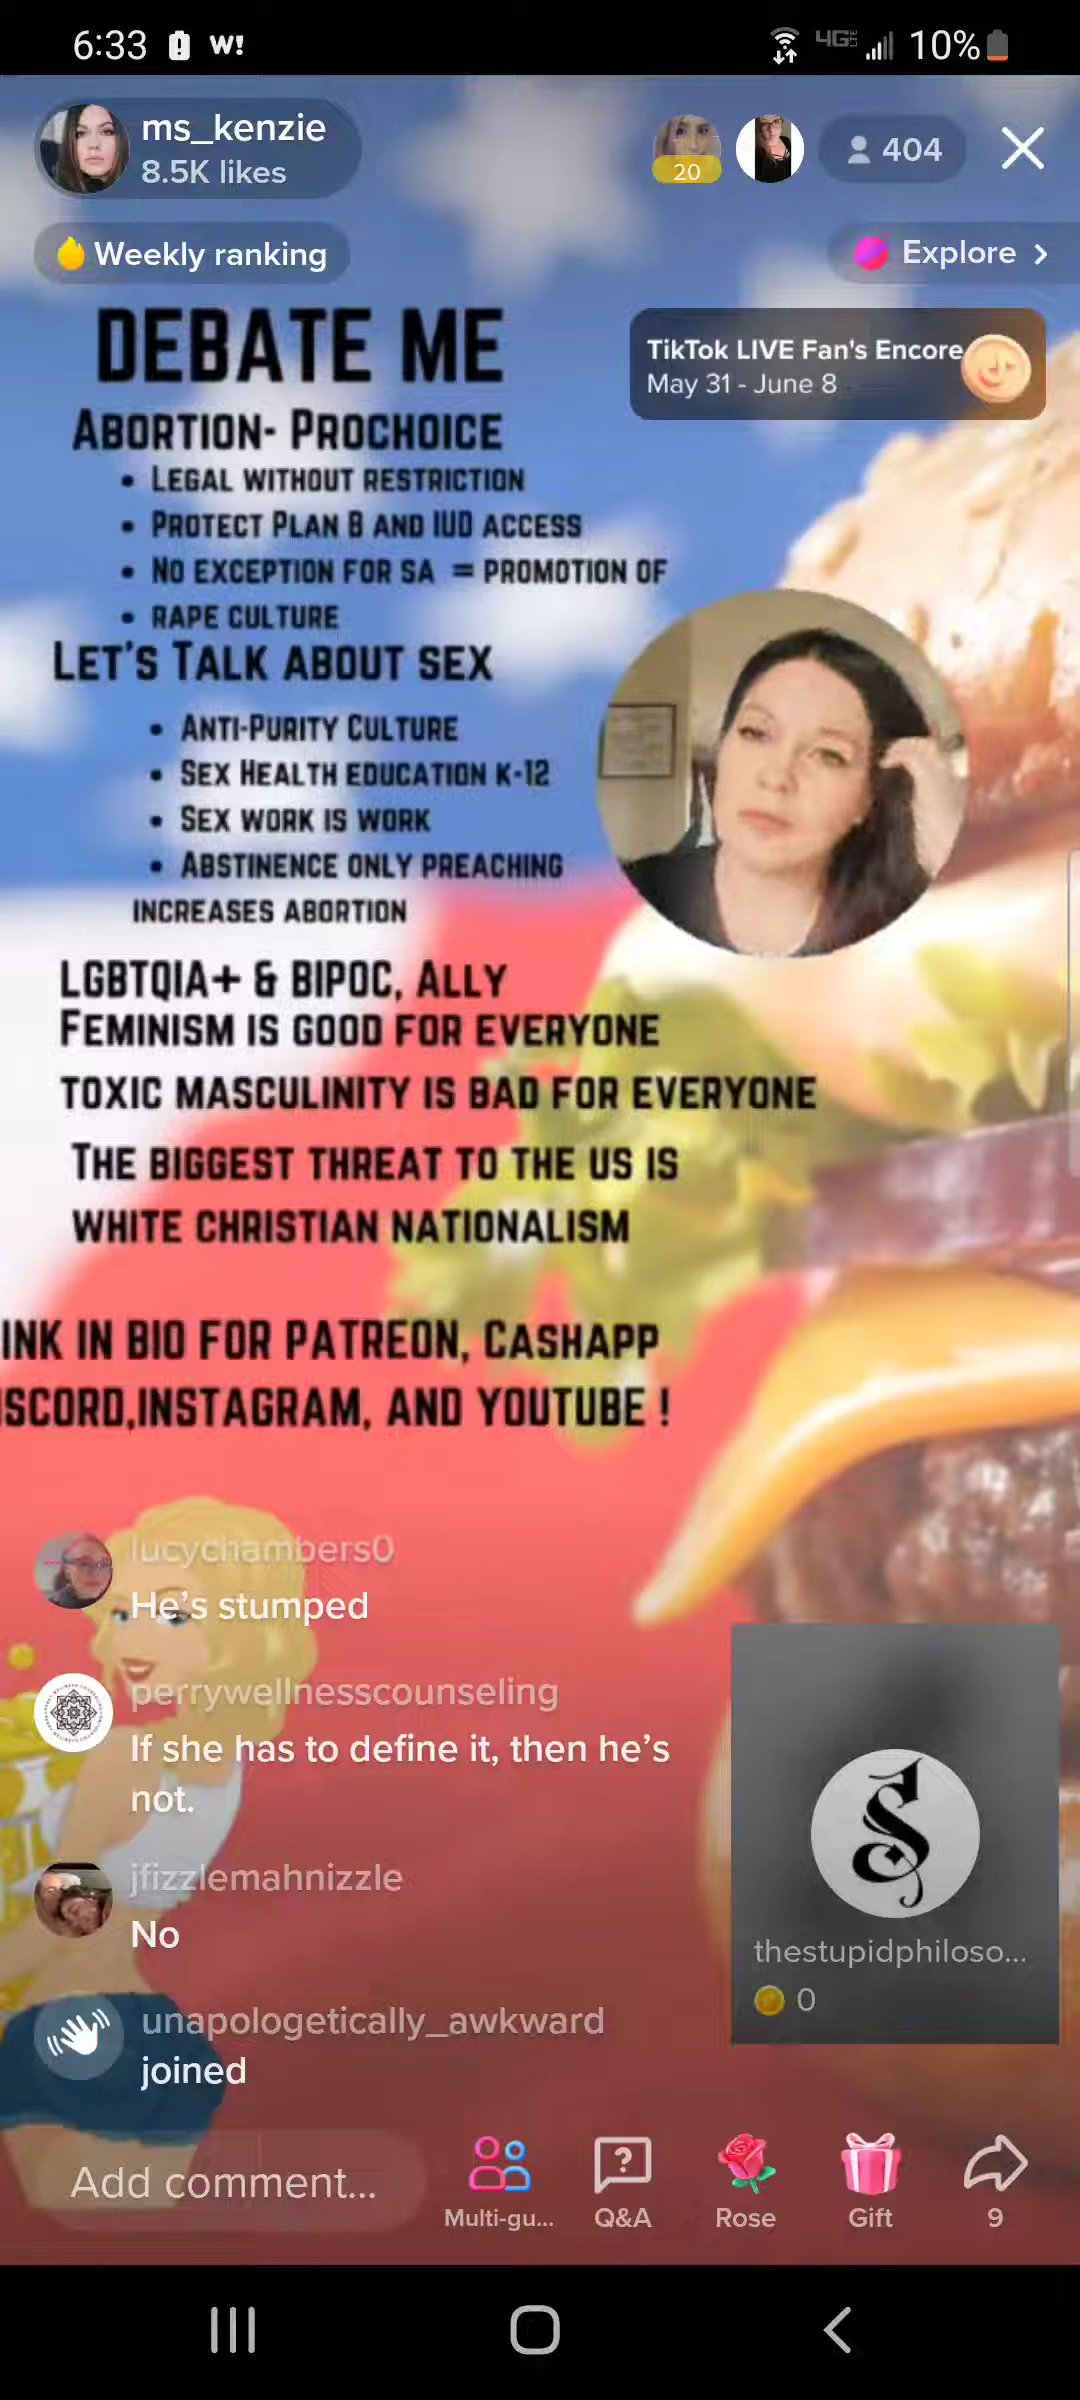 6:33 W! 4G LTE 10%
ms_kenzie
8.5K likes
20
404
Weekly ranking
Explore >
DEBATE ME
TikTok LIVE Fan's Encore
May 31 - June 8
ABORTION- PROCHOICE
• LEGAL WITHOUT RESTRICTION
• PROTECT PLAN B AND IUD ACCESS
• NO EXCEPTION FOR SA = PROMOTION OF
• RAPE CULTURE
LET'S TALK ABOUT SEX
• ANTI-PURITY CULTURE
• SEX HEALTH EDUCATION K-12
• SEX WORK IS WORK
• ABSTINENCE ONLY PREACHING
INCREASES ABORTION
LGBTQIA+ & BIPOC, ALLY
FEMINISM IS GOOD FOR EVERYONE
TOXIC MASCULINITY IS BAD FOR EVERYONE
THE BIGGEST THREAT TO THE US IS
WHITE CHRISTIAN NATIONALISM
INK IN BIO FOR PATREON, CASHAPP
ISCORD,INSTAGRAM, AND YOUTUBE !
lucychambers0
He's stumped
perrywellnesscounseling
If she has to define it, then he's
not.
jfizzlemahnizzle
No
thestupidphiloso...
0
unapologetically_awkward
joined
Add comment...
Multi-gu...
Q&A
Rose
Gift
9